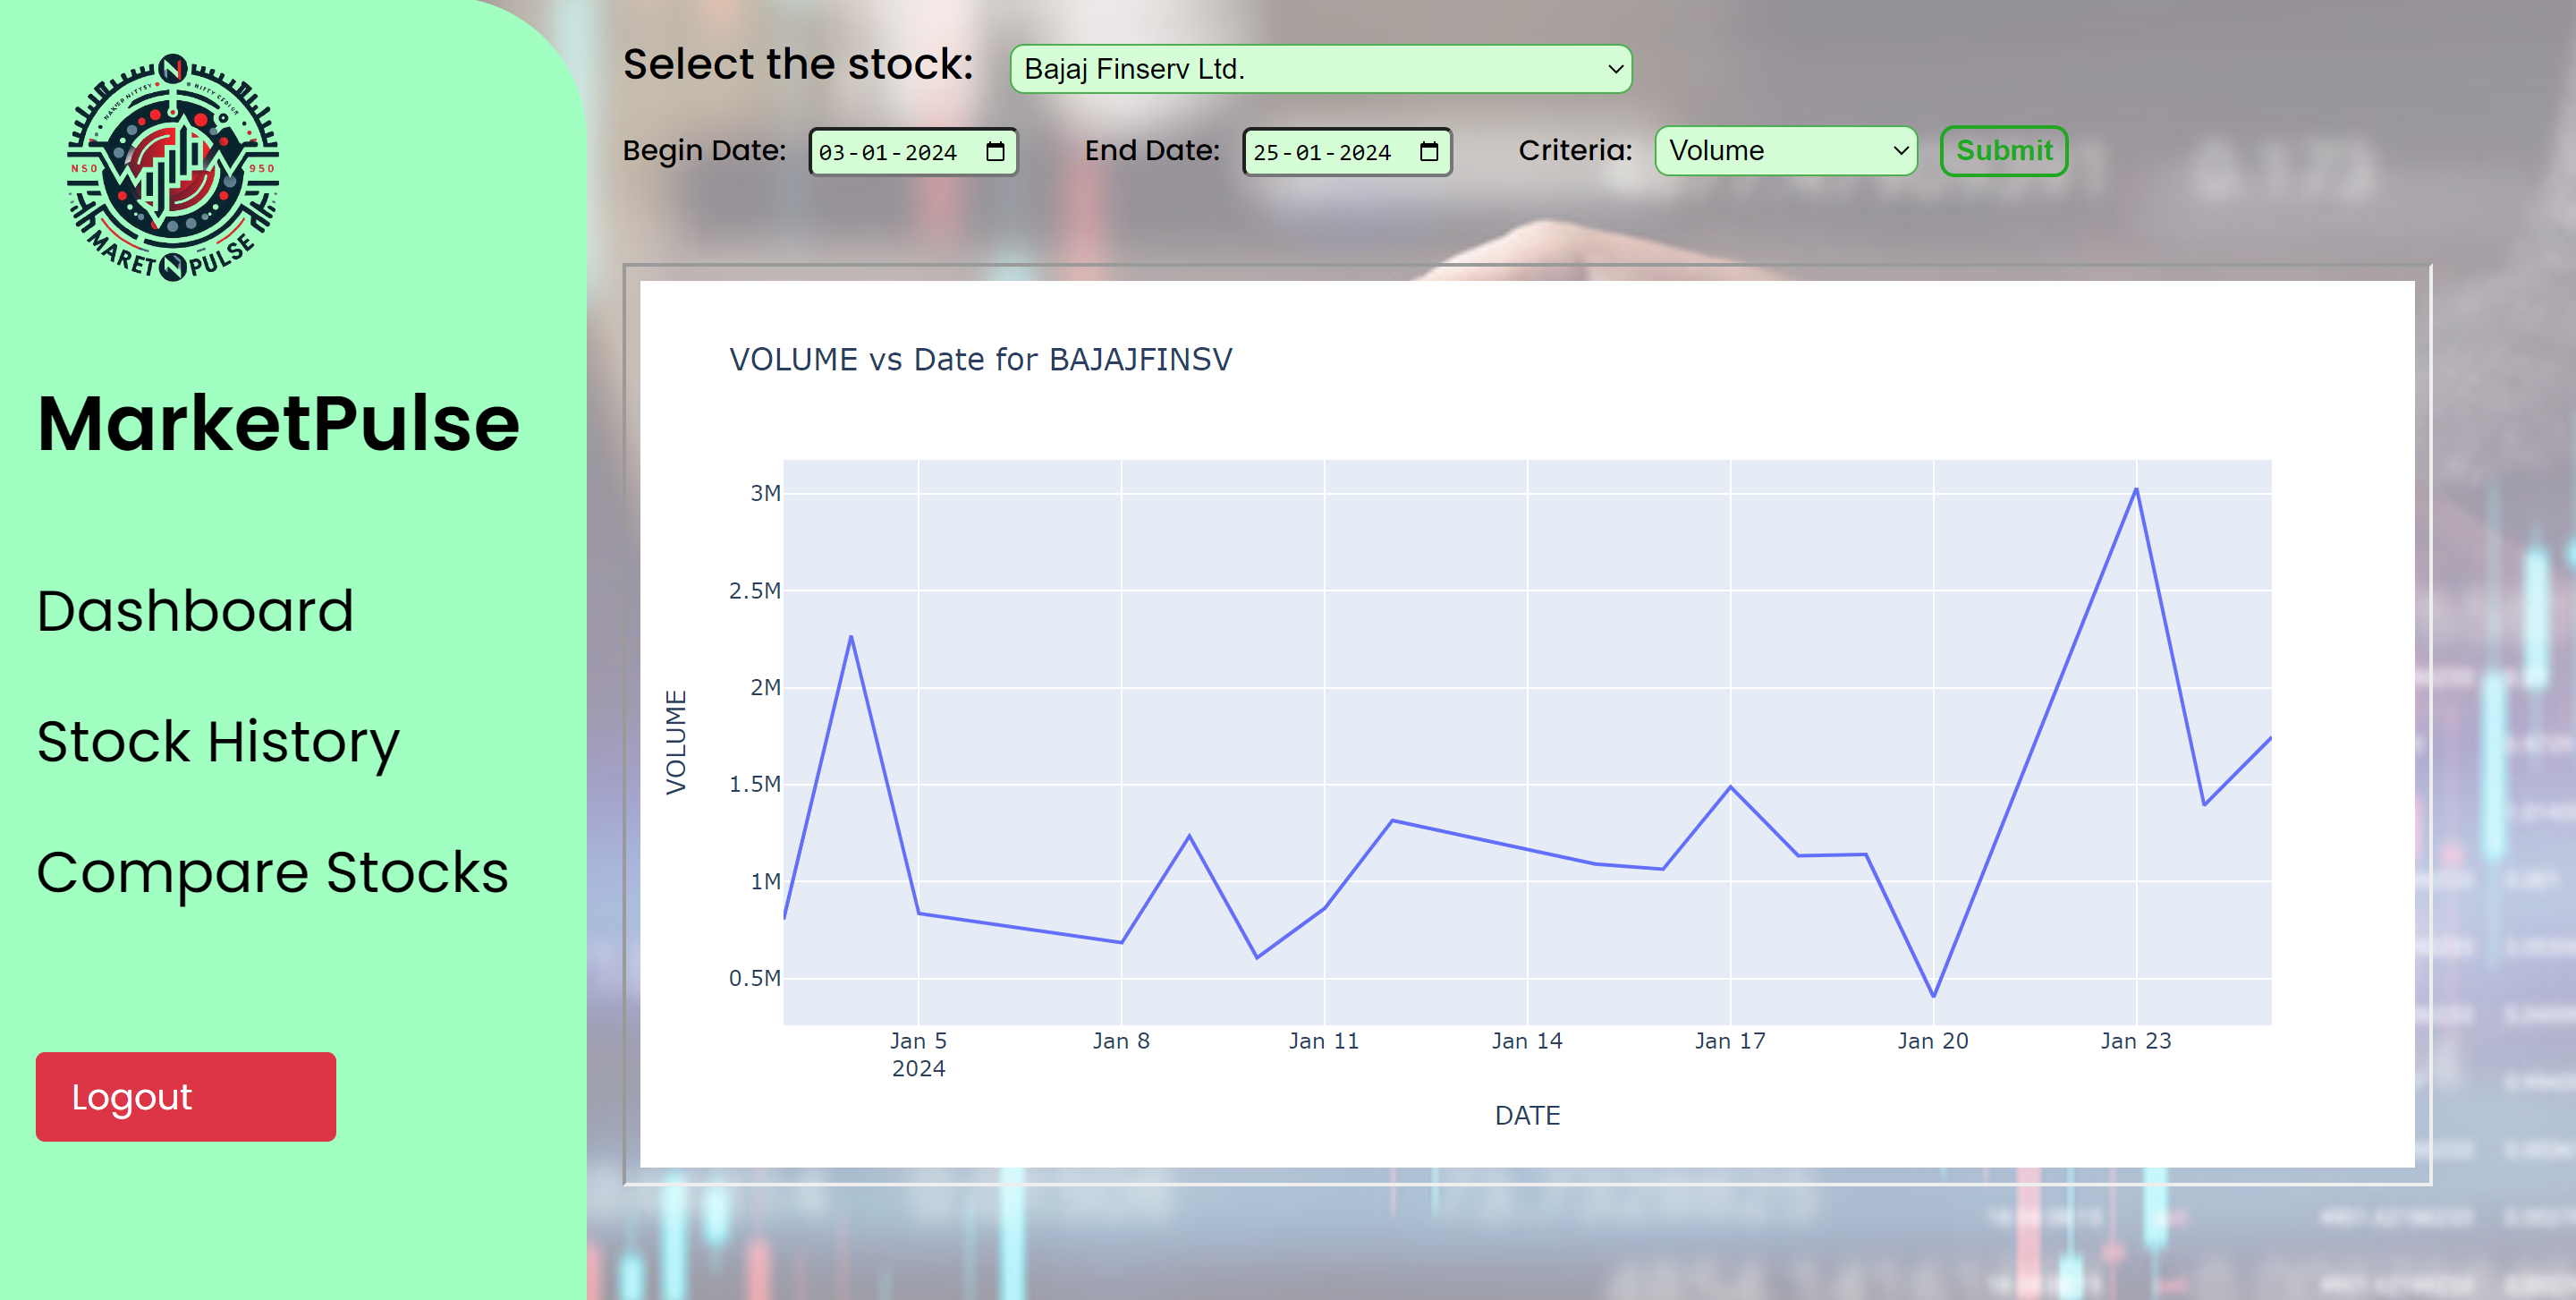 NS0
950
MARET PULSE
MarketPulse
Dashboard
Stock History
Compare Stocks
Logout
Select the stock: Bajaj Finserv Ltd.
Begin Date: 03-01-2024 End Date: 25-01-2024 Criteria: Volume Submit
VOLUME vs Date for BAJAJFINSV
3M
2.5M
2M
1.5M
1M
0.5M
VOLUME
Jan 5 Jan 8 Jan 11 Jan 14 Jan 17 Jan 20 Jan 23
2024
DATE